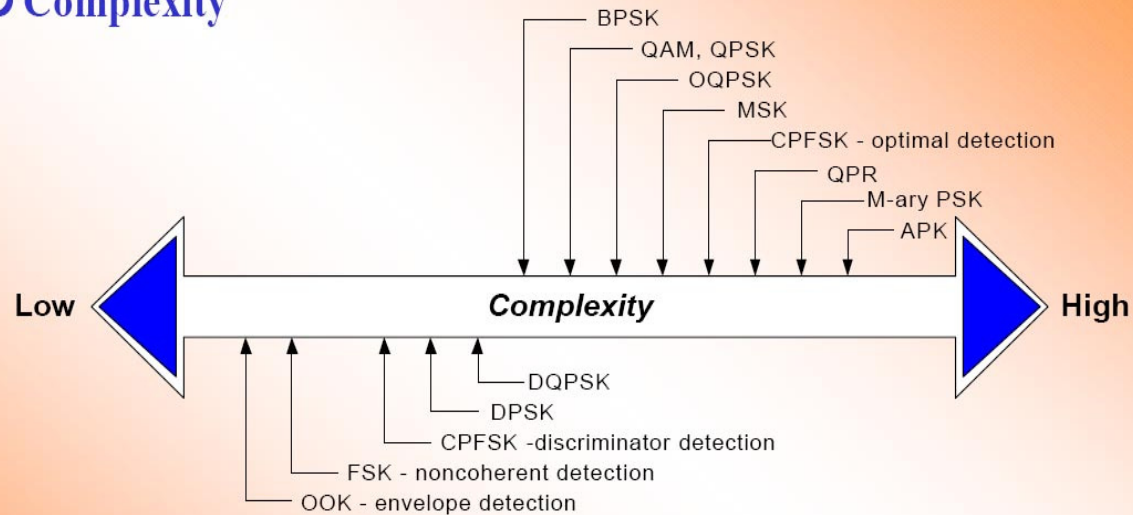 Complexity
BPSK
QAM, QPSK
OQPSK
MSK
CPFSK - optimal detection
QPR
M-ary PSK
APK
Low
Complexity
High
DQPSK
DPSK
CPFSK -discriminator detection
FSK - noncoherent detection
OOK - envelope detection